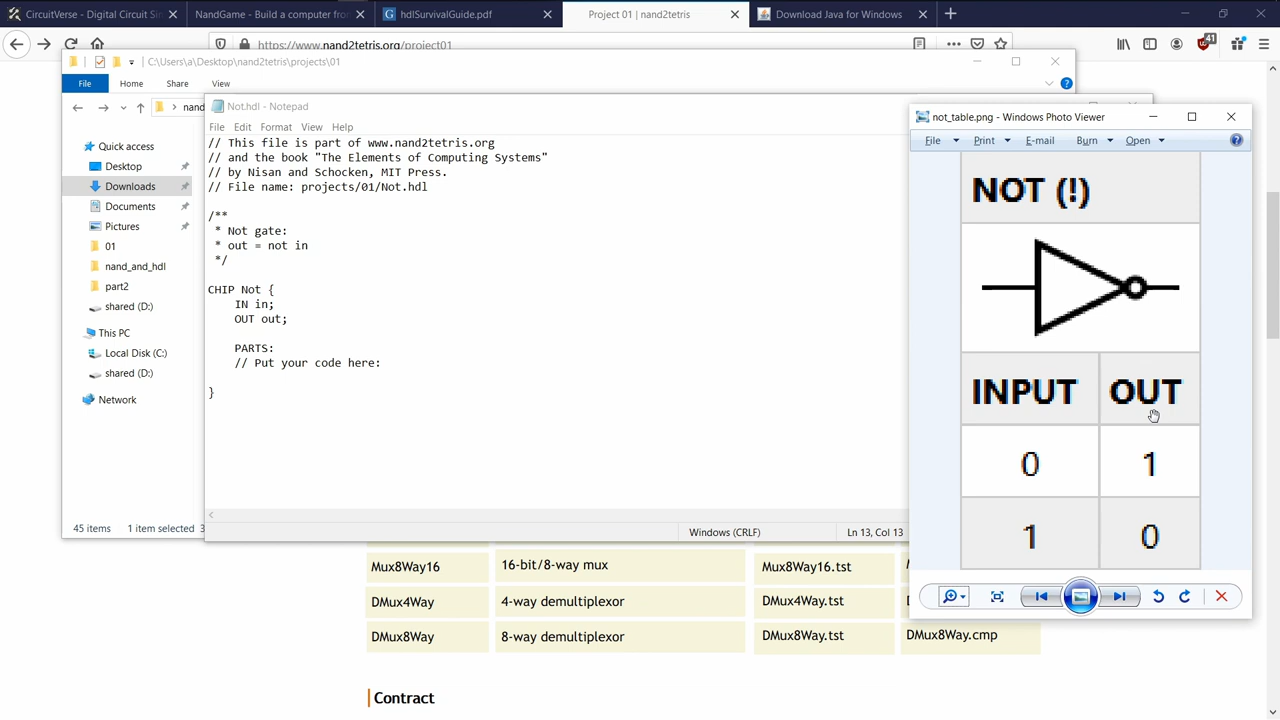 CircuitVerse - Digital Circuit Si
NandGame - Build a computer from
hdlSurvivalGuide.pdf
Project 01 | nand2tetris
Download Java for Windows
https://www.nand2tetris.org/project01
41
C:\Users\a\Desktop\nand2tetris\projects\01
File
Home
Share
View
nand
Quick access
Desktop
Downloads
Documents
Pictures
01
nand_and_hdl
part2
shared (D:)
This PC
Local Disk (C:)
shared (D:)
Network
45 items
1 item selected
3
Not.hdl - Notepad
File Edit Format View Help
// This file is part of www.nand2tetris.org
// and the book "The Elements of Computing Systems"
// by Nisan and Schocken, MIT Press.
// File name: projects/01/Not.hdl
/**
* Not gate:
* out = not in
*/
CHIP Not {
IN in;
OUT out;
PARTS:
// Put your code here:
}
Windows (CRLF)
Ln 13, Col 13
not_table.png - Windows Photo Viewer
File
Print
E-mail
Burn
Open
NOT (!)
INPUT OUT
0 1
1 0
Mux8Way16 16-bit/8-way mux Mux8Way16.tst
DMux4Way 4-way demultiplexor DMux4Way.tst
DMux8Way 8-way demultiplexor DMux8Way.tst DMux8Way.cmp
Contract